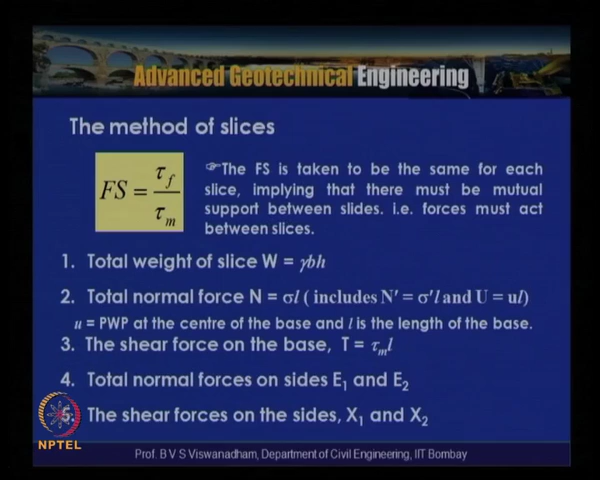 Advanced Geotechnical Engineering
The method of slices
FS = τf / τm
☞The FS is taken to be the same for each
slice, implying that there must be mutual
support between slides. i.e. forces must act
between slices.
1. Total weight of slice W = γbh
2. Total normal force N = σl ( includes N′ = σ′l and U = ul)
u = PWP at the centre of the base and l is the length of the base.
3. The shear force on the base, T = τml
4. Total normal forces on sides E1 and E2
5. The shear forces on the sides, X1 and X2
NPTEL
Prof. B V S Viswanadham, Department of Civil Engineering, IIT Bombay